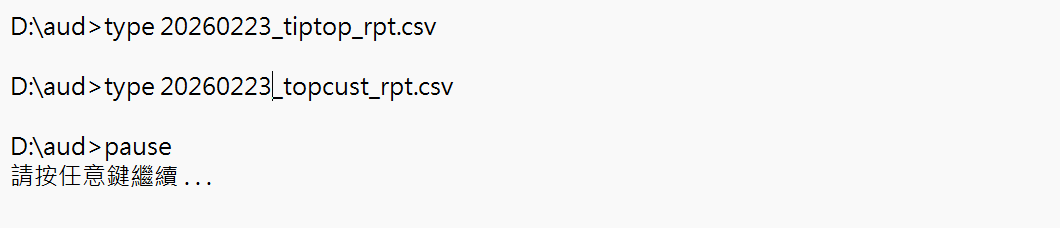 D:\aud>type 20260223_tiptop_rpt.csv
D:\aud>type 20260223_topcust_rpt.csv
D:\aud>pause
請按任意鍵繼續 . . .